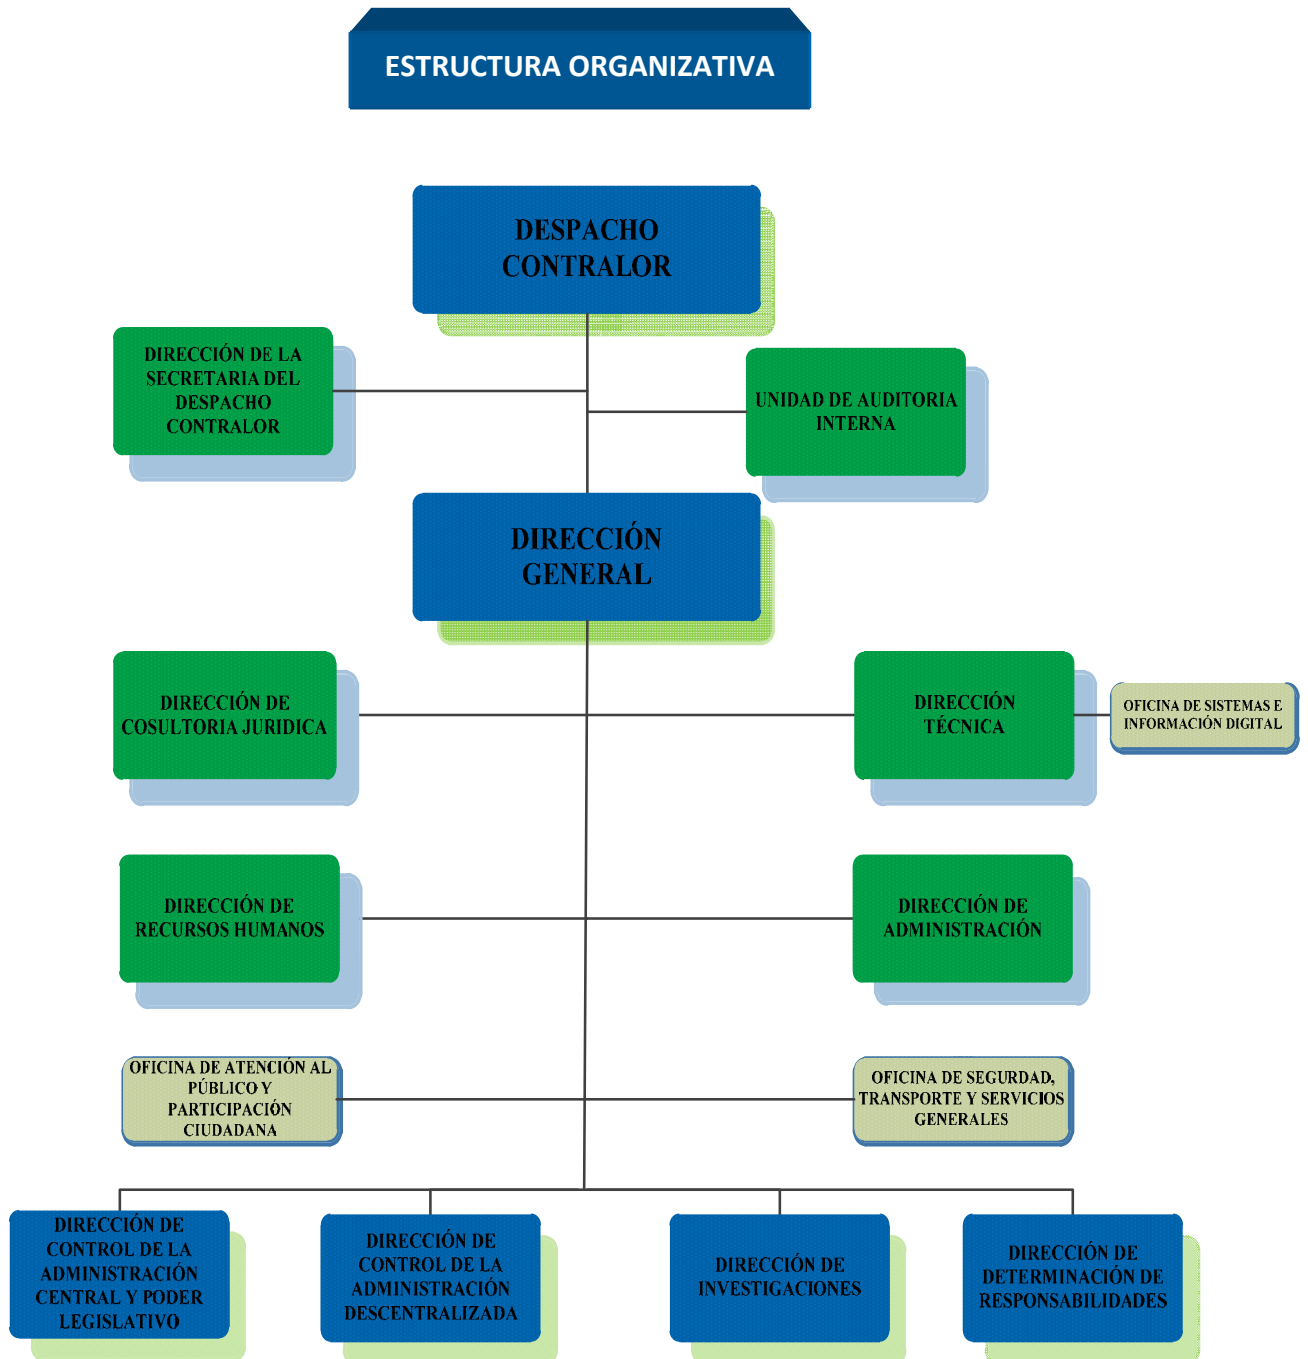 ESTRUCTURA ORGANIZATIVA
DESPACHO
CONTRALOR
DIRECCIÓN DE LA
SECRETARIA DEL
DESPACHO
CONTRALOR
UNIDAD DE AUDITORIA
INTERNA
DIRECCIÓN
GENERAL
DIRECCIÓN DE
COSULTORIA JURIDICA
DIRECCIÓN
TÉCNICA
OFICINA DE SISTEMAS E
INFORMACIÓN DIGITAL
DIRECCIÓN DE
RECURSOS HUMANOS
DIRECCIÓN DE
ADMINISTRACIÓN
OFICINA DE ATENCIÓN AL
PÚBLICO Y
PARTICIPACIÓN
CIUDADANA
OFICINA DE SEGURDAD,
TRANSPORTE Y SERVICIOS
GENERALES
DIRECCIÓN DE
CONTROL DE LA
ADMINISTRACIÓN
CENTRAL Y PODER
LEGISLATIVO
DIRECCIÓN DE
CONTROL DE LA
ADMINISTRACIÓN
DESCENTRALIZADA
DIRECCIÓN DE
INVESTIGACIONES
DIRECCIÓN DE
DETERMINACIÓN DE
RESPONSABILIDADES